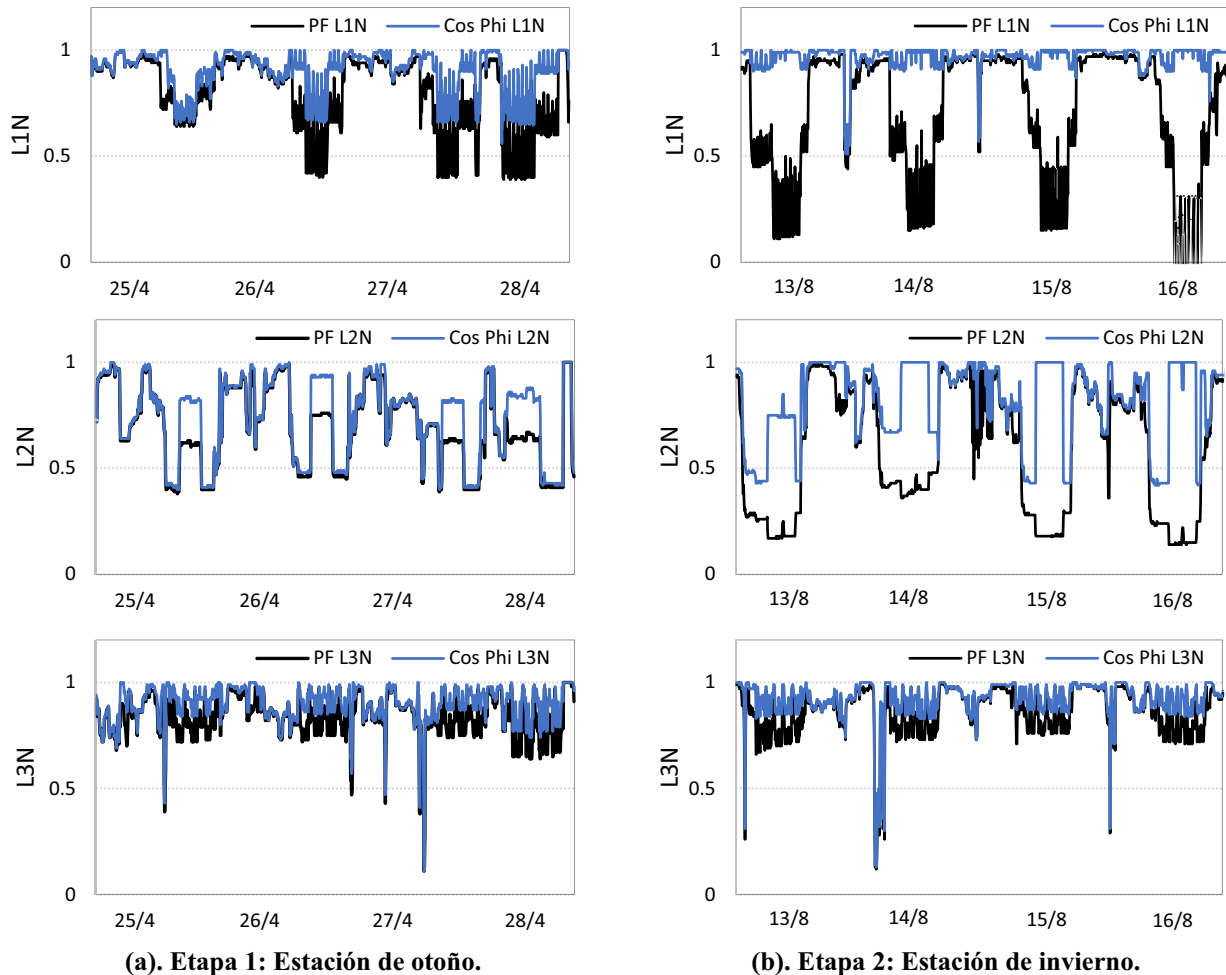 PF L1N Cos Phi L1N
1
0.5
0
L1N
25/4 26/4 27/4 28/4
PF L1N Cos Phi L1N
1
0.5
0
L1N
13/8 14/8 15/8 16/8
PF L2N Cos Phi L2N
1
0.5
0
L2N
25/4 26/4 27/4 28/4
PF L2N Cos Phi L2N
1
0.5
0
L2N
13/8 14/8 15/8 16/8
PF L3N Cos Phi L3N
1
0.5
0
L3N
25/4 26/4 27/4 28/4
PF L3N Cos Phi L3N
1
0.5
0
L3N
13/8 14/8 15/8 16/8
(a). Etapa 1: Estación de otoño.
(b). Etapa 2: Estación de invierno.